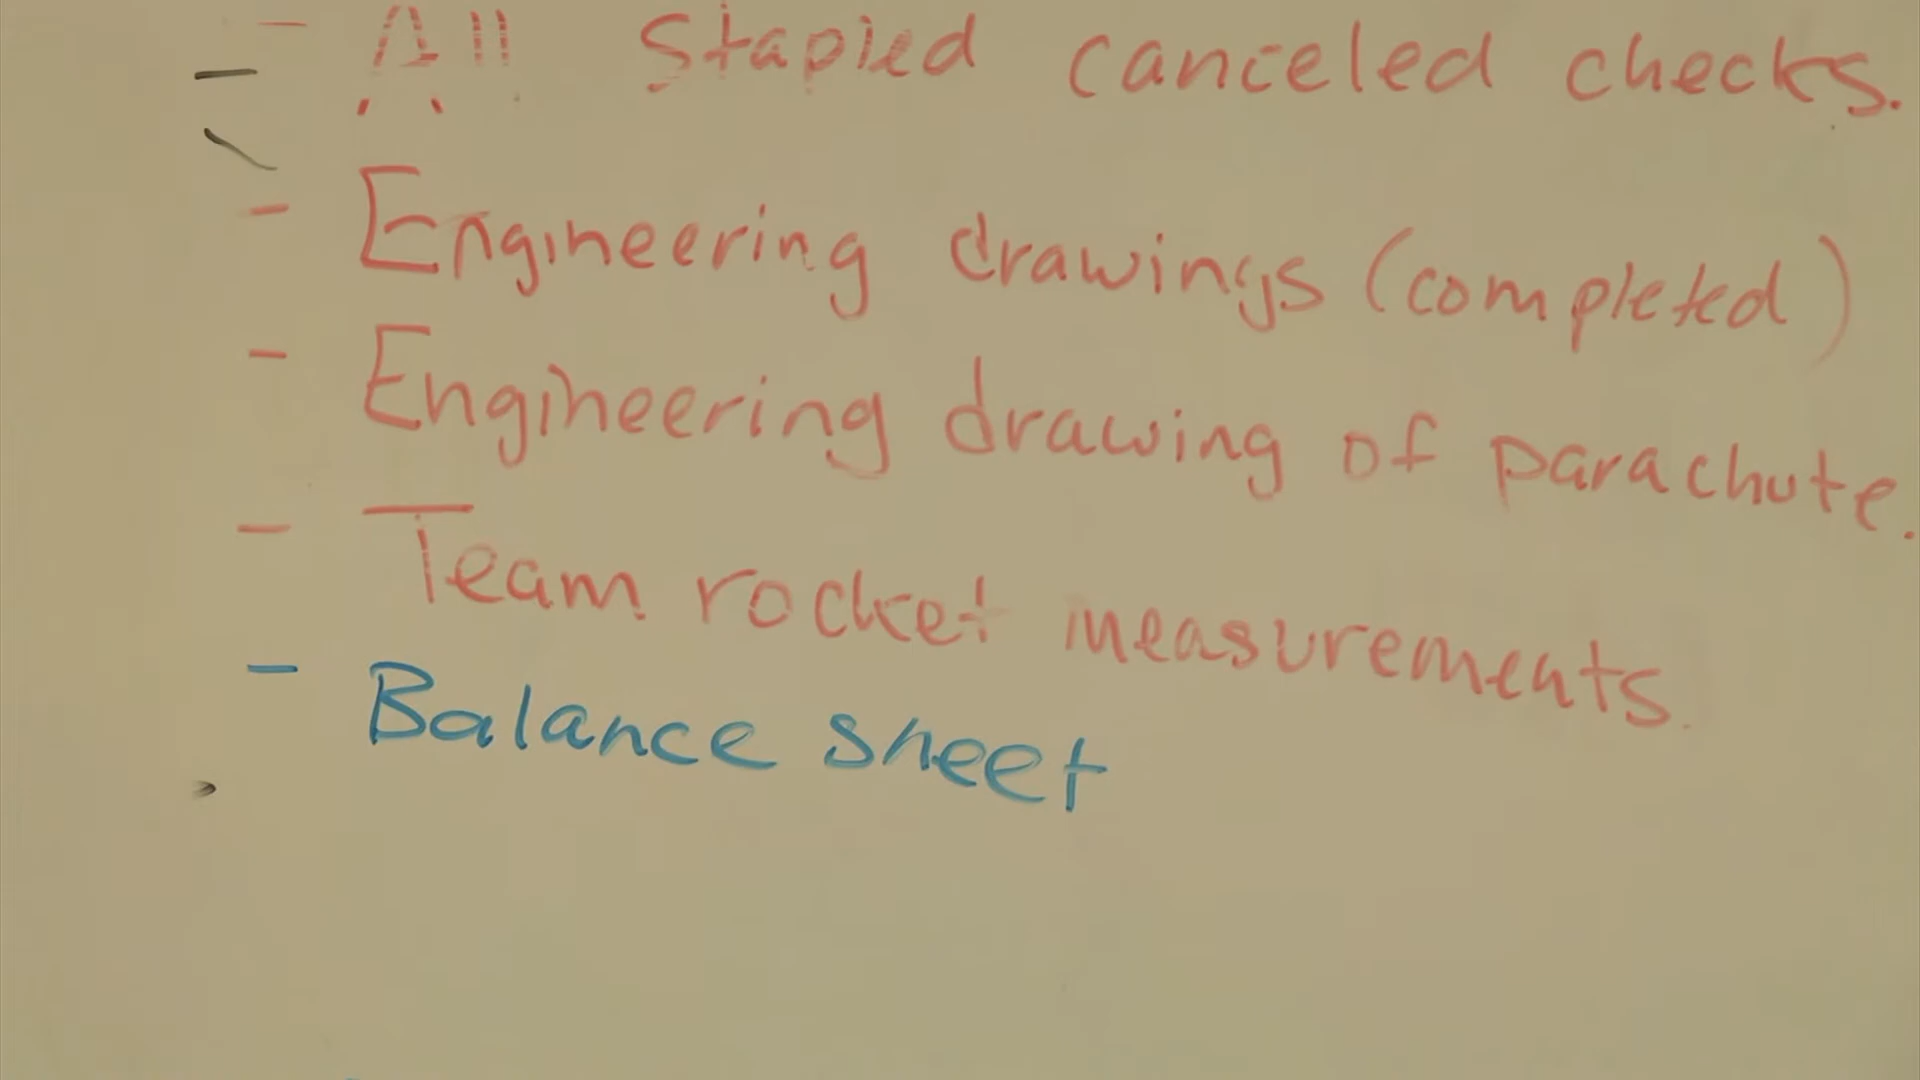 - All stapled canceled checks.
- Engineering drawings (completed)
- Engineering drawing of parachute.
- Team rocket measurements.
- Balance sheet